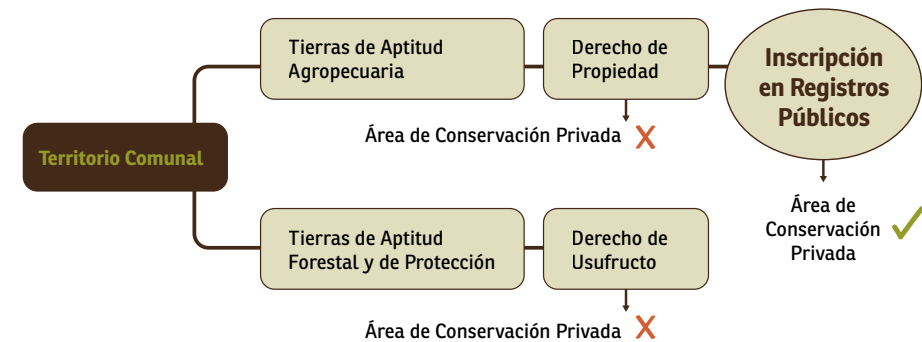 Territorio Comunal
Tierras de Aptitud
Agropecuaria
Derecho de
Propiedad
Inscripción
en Registros
Públicos
Área de Conservación Privada X
Área de
Conservación
Privada
Tierras de Aptitud
Forestal y de Protección
Derecho de
Usufructo
Área de Conservación Privada X